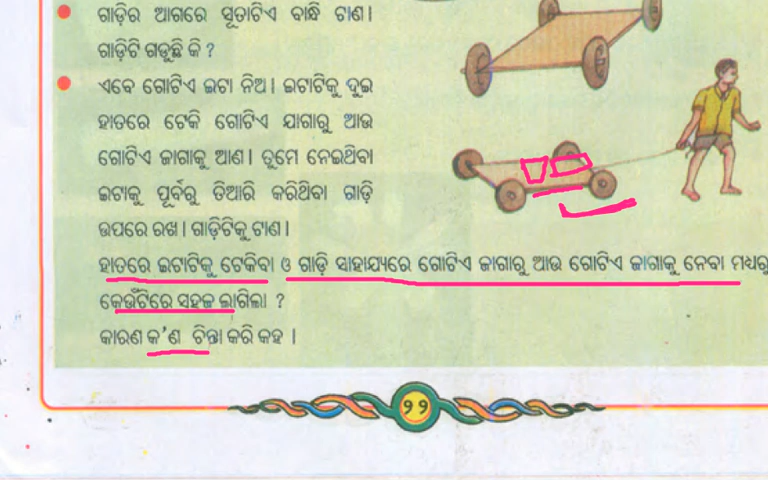 ଗାଡ଼ିର ଆଗରେ ସୂତାଟିଏ ବାନ୍ଧି ଟାଣ।
ଗାଡ଼ିଟି ଗଡୁଛି କି ?
ଏବେ ଗୋଟିଏ ଇଟା ନିଅ। ଇଟାଟିକୁ ଦୁଇ
ହାତରେ ଟେକି ଗୋଟିଏ ଯାଗାରୁ ଆଉ
ଗୋଟିଏ ଜାଗାକୁ ଆଣ। ତୁମେ ନେଇଥିବା
ଇଟାକୁ ପୂର୍ବରୁ ତିଆରି କରିଥିବା ଗାଡ଼ି
ଉପରେ ରଖ। ଗାଡ଼ିଟିକୁ ଟାଣ।
ହାତରେ ଇଟାଟିକୁ ଟେକିବା ଓ ଗାଡ଼ି ସାହାଯ୍ୟରେ ଗୋଟିଏ ଜାଗାରୁ ଆଉ ଗୋଟିଏ ଜାଗାକୁ ନେବା ମଧ୍ୟରୁ
କେଉଁଟିରେ ସହଜ ଲାଗିଲା ?
କାରଣ କ'ଣ ଚିନ୍ତା କରି କହ ।
୨୨